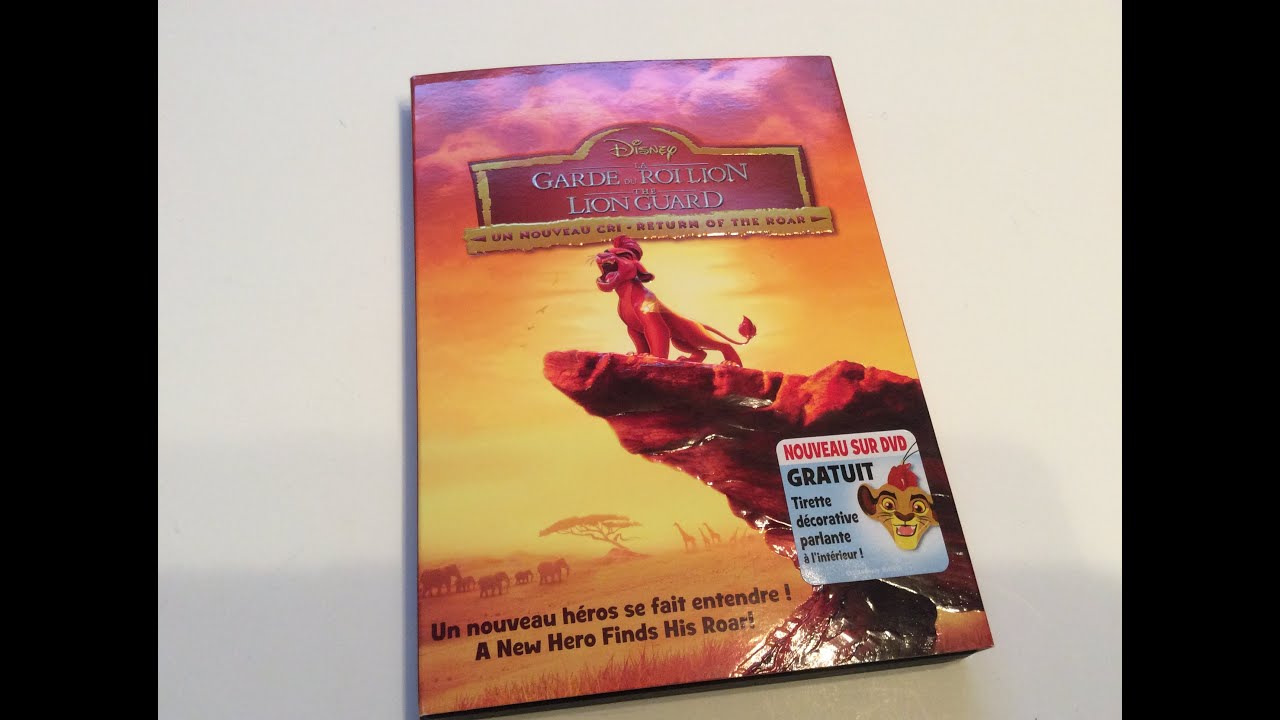 Disney
LA
GARDE DU ROI LION
THE
LION GUARD
UN NOUVEAU CRI • RETURN OF THE ROAR
NOUVEAU SUR DVD
GRATUIT
Tirette
décorative
parlante
à l'intérieur !
Un nouveau héros se fait entendre !
A New Hero Finds His Roar!